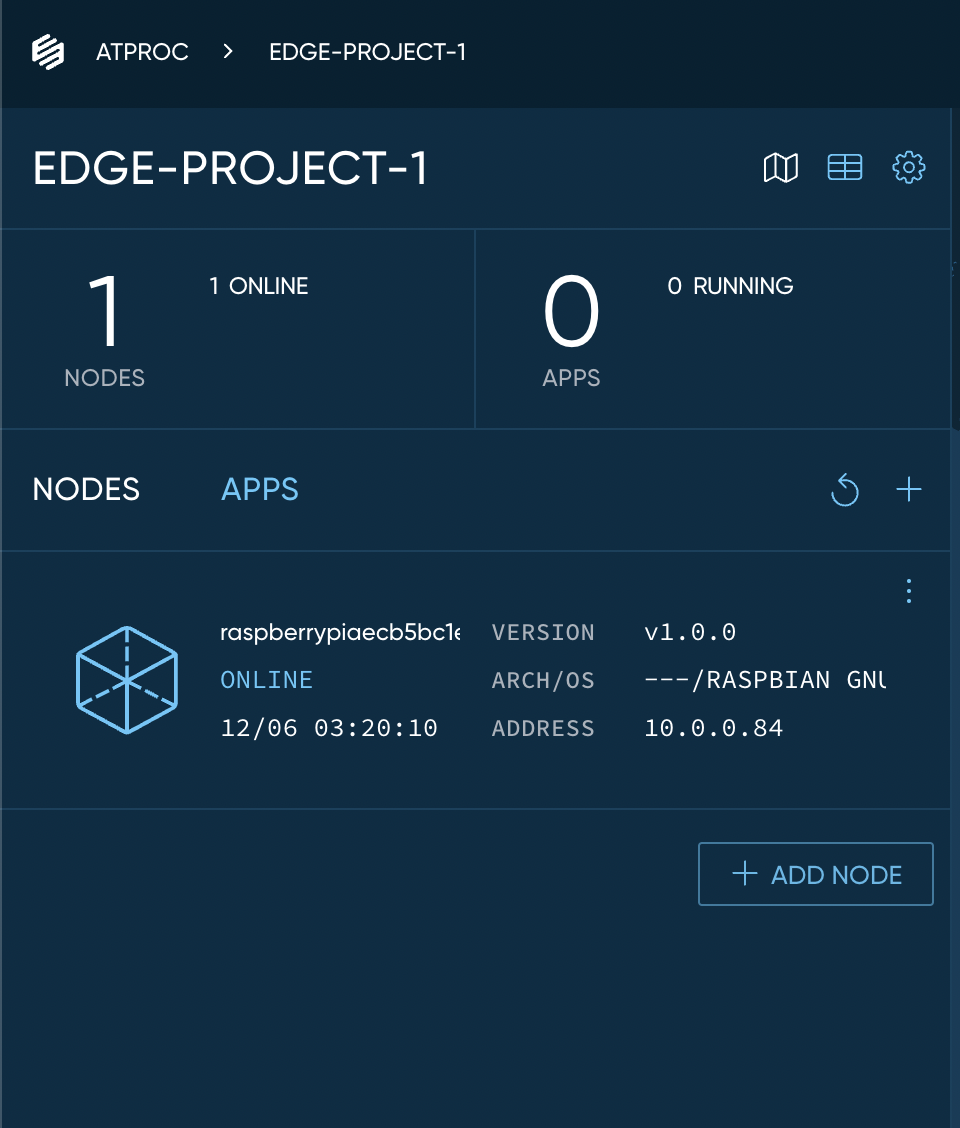 ATPROC > EDGE-PROJECT-1
EDGE-PROJECT-1
1 NODES 1 ONLINE
0 APPS 0 RUNNING
NODES APPS
raspberrypiaecb5bc1e VERSION v1.0.0
ONLINE ARCH/OS ---/RASPBIAN GNU
12/06 03:20:10 ADDRESS 10.0.0.84
+ ADD NODE